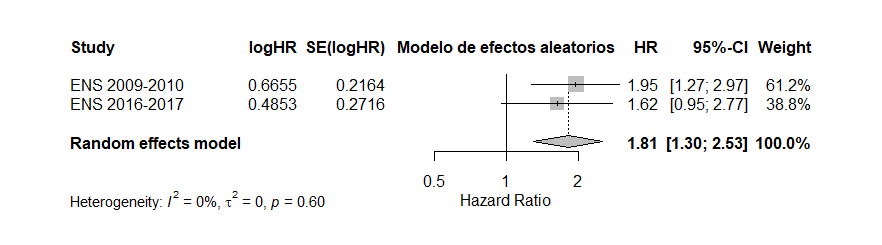 Study logHR SE(logHR) Modelo de efectos aleatorios HR 95%-CI Weight
ENS 2009-2010 0.6655 0.2164 1.95 [1.27; 2.97] 61.2%
ENS 2016-2017 0.4853 0.2716 1.62 [0.95; 2.77] 38.8%
Random effects model 1.81 [1.30; 2.53] 100.0%
0.5 1 2
Hazard Ratio
Heterogeneity: I² = 0%, τ² = 0, p = 0.60